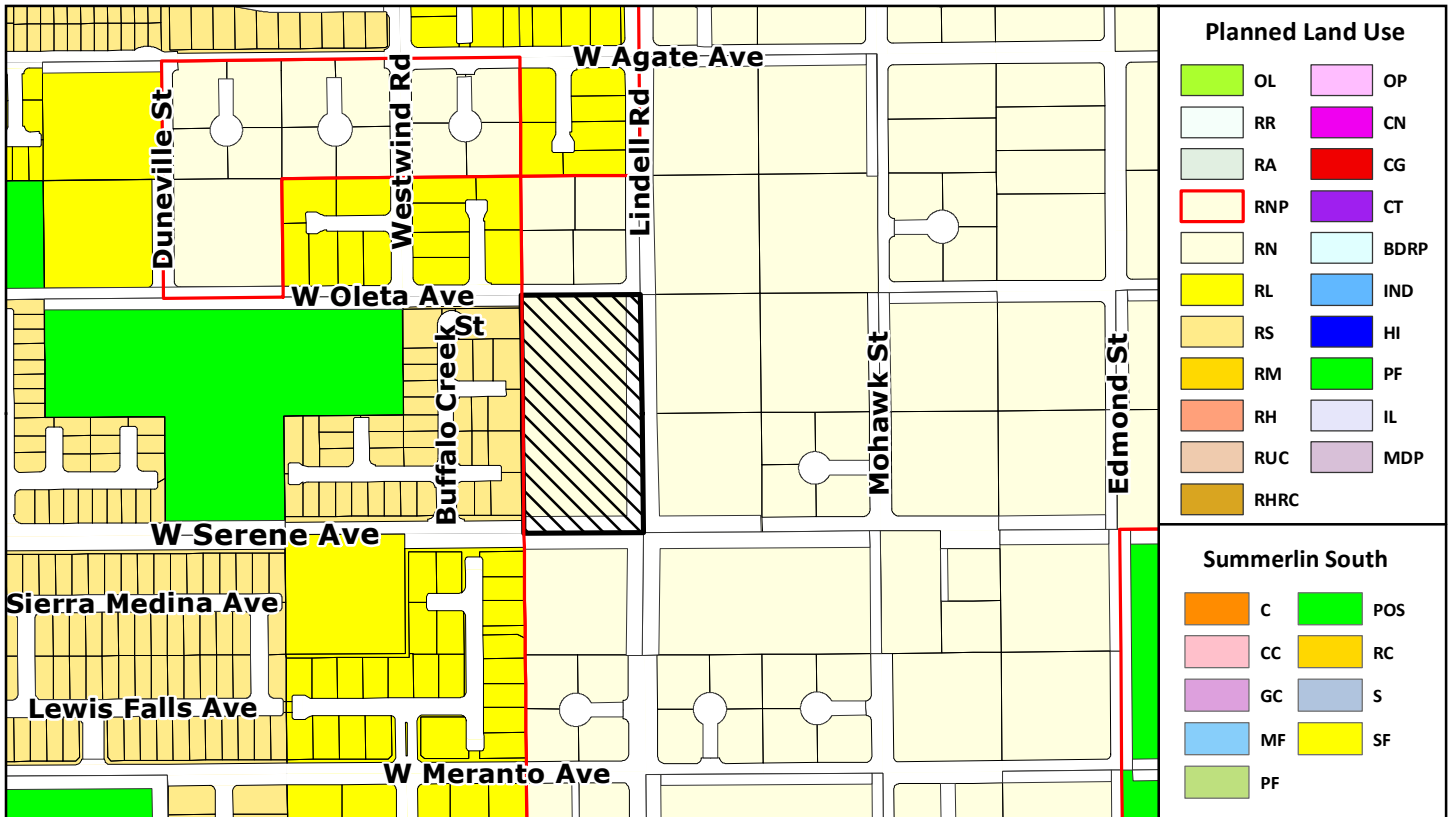 W Agate Ave
Duneville St
Westwind Rd
Lindell Rd
W Oleta Ave
Buffalo Creek
St
Mohawk St
Edmond St
W Serene Ave
Sierra Medina Ave
Lewis Falls Ave
W Meranto Ave
Planned Land Use
OL OP
RR CN
RA CG
RNP CT
RN BDRP
RL IND
RS HI
RM PF
RH IL
RUC MDP
RHRC
Summerlin South
C POS
CC RC
GC S
MF SF
PF